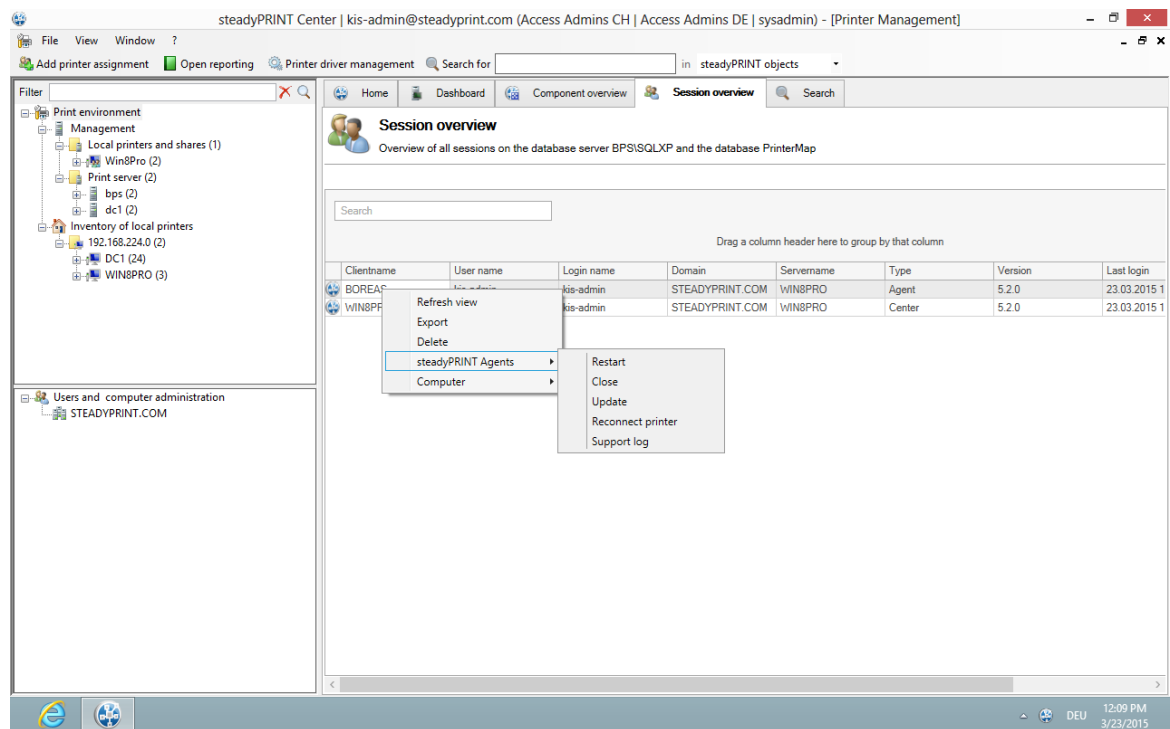 steadyPRINT Center | kis-admin@steadyprint.com (Access Admins CH | Access Admins DE | sysadmin) - [Printer Management]
File View Window ?
Add printer assignment Open reporting Printer driver management Search for in steadyPRINT objects
Filter
Print environment
Management
Local printers and shares (1)
Win8Pro (2)
Print server (2)
bps (2)
dc1 (2)
Inventory of local printers
192.168.224.0 (2)
DC1 (24)
WIN8PRO (3)
Users and computer administration
STEADYPRINT.COM
Home Dashboard Component overview Session overview Search
Session overview
Overview of all sessions on the database server BPS\SQLXP and the database PrinterMap
Search
Drag a column header here to group by that column
Clientname User name Login name Domain Servername Type Version Last login
BOREAS kis-admin kis-admin STEADYPRINT.COM WIN8PRO Agent 5.2.0 23.03.2015 1
WIN8PR kis-admin STEADYPRINT.COM WIN8PRO Center 5.2.0 23.03.2015 1
Refresh view
Export
Delete
steadyPRINT Agents
Computer
Restart
Close
Update
Reconnect printer
Support log
DEU
12:09 PM
3/23/2015